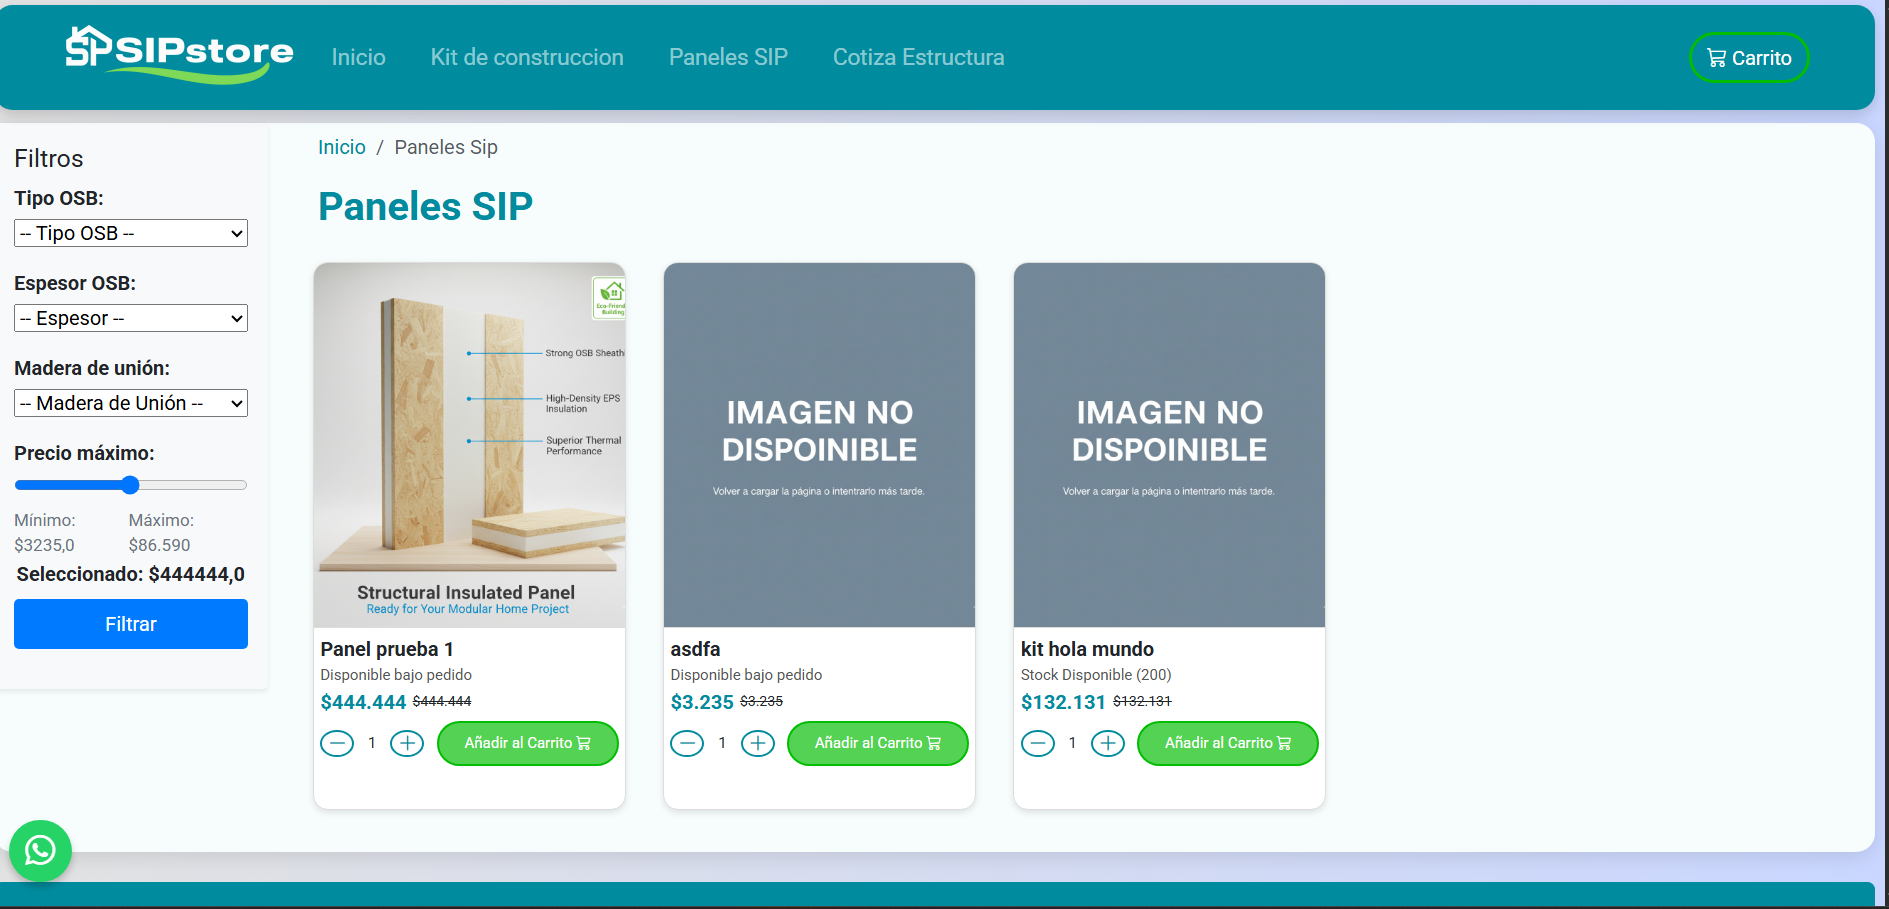 SP SIPstore
Inicio
Kit de construccion
Paneles SIP
Cotiza Estructura
Carrito
Filtros
Tipo OSB:
-- Tipo OSB --
Espesor OSB:
-- Espesor --
Madera de unión:
-- Madera de Unión --
Precio máximo:
Mínimo:
$3235,0
Máximo:
$86.590
Seleccionado: $444444,0
Filtrar
Inicio / Paneles Sip
Paneles SIP
Eco-Friend
Building
Strong OSB Sheath
High-Density EPS
Insulation
Superior Thermal
Performance
Structural Insulated Panel
Ready for Your Modular Home Project
Panel prueba 1
Disponible bajo pedido
$444.444 $444.444
1
Añadir al Carrito
IMAGEN NO
DISPOINIBLE
Volver a cargar la página o intentrarlo más tarde.
asdfa
Disponible bajo pedido
$3.235 $3.235
1
Añadir al Carrito
IMAGEN NO
DISPOINIBLE
Volver a cargar la página o intentrarlo más tarde.
kit hola mundo
Stock Disponible (200)
$132.131 $132.131
1
Añadir al Carrito